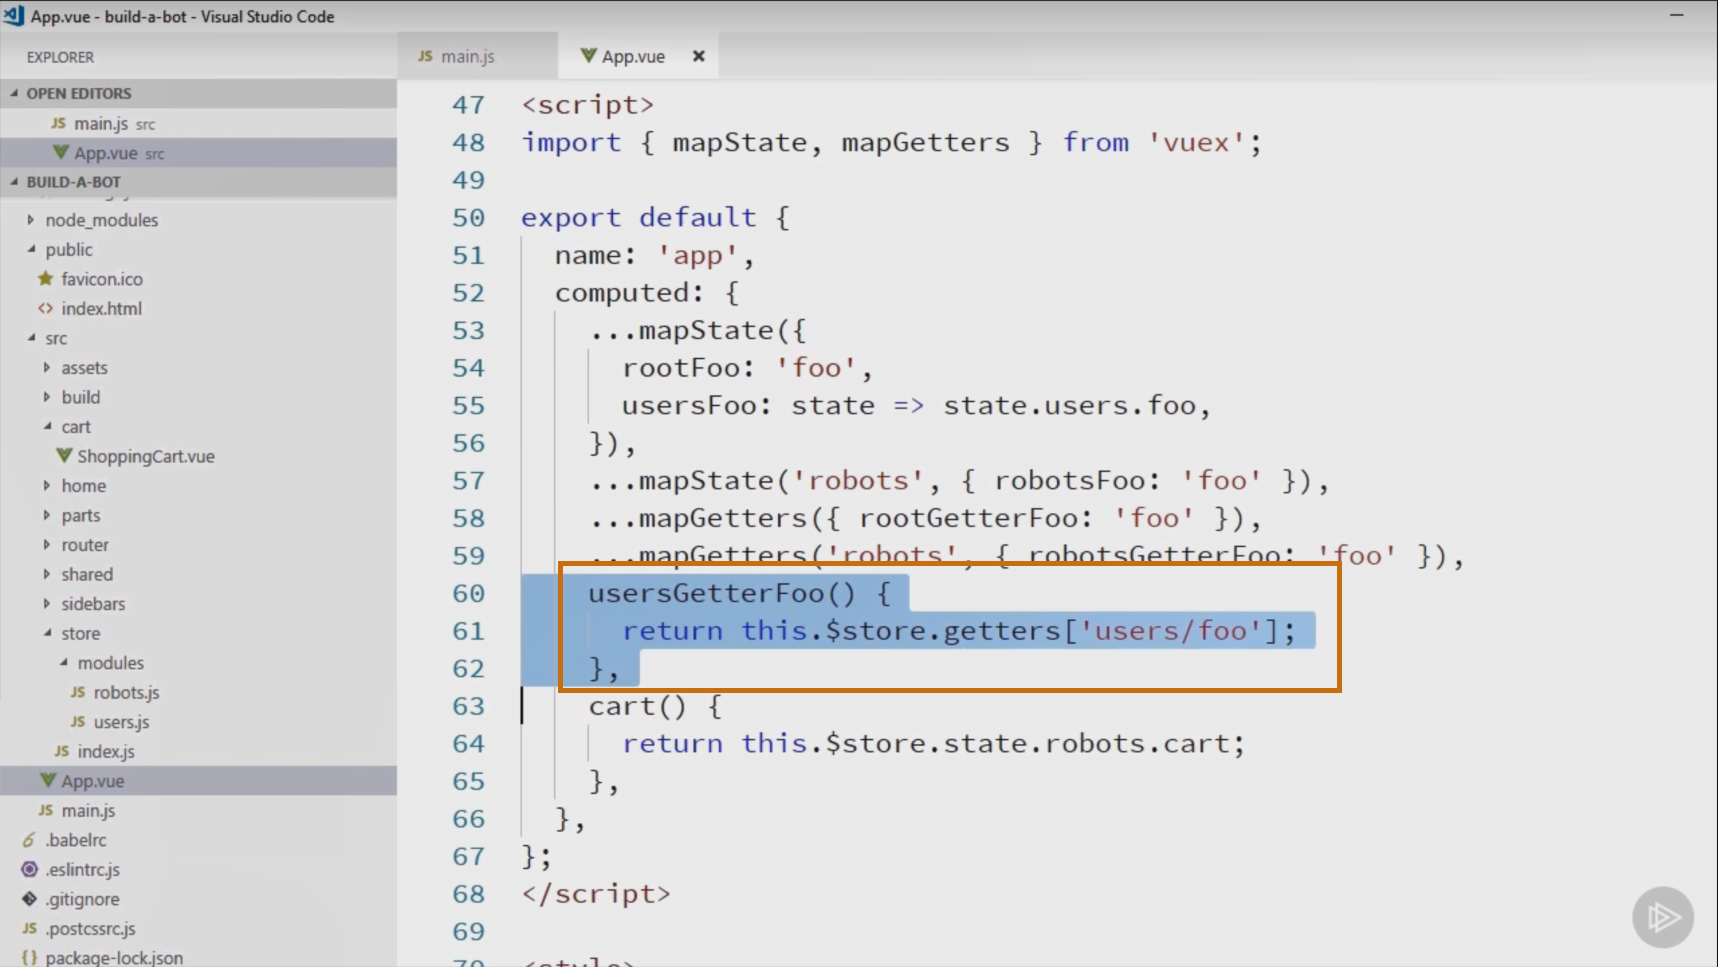 App.vue - build-a-bot - Visual Studio Code
EXPLORER
OPEN EDITORS
JS main.js src
App.vue src
BUILD-A-BOT
node_modules
public
favicon.ico
<> index.html
src
assets
build
cart
ShoppingCart.vue
home
parts
router
shared
sidebars
store
modules
JS robots.js
JS users.js
JS index.js
App.vue
JS main.js
6 .babelrc
.eslintrc.js
.gitignore
JS .postcssrc.js
{} package-lock.json
JS main.js
App.vue ×
47 <script>
48 import { mapState, mapGetters } from 'vuex';
49
50 export default {
51 name: 'app',
52 computed: {
53 ...mapState({
54 rootFoo: 'foo',
55 usersFoo: state => state.users.foo,
56 }),
57 ...mapState('robots', { robotsFoo: 'foo' }),
58 ...mapGetters({ rootGetterFoo: 'foo' }),
59 ...mapGetters('robots', { robotsGetterFoo: 'foo' }),
60 usersGetterFoo() {
61 return this.$store.getters['users/foo'];
62 },
63 cart() {
64 return this.$store.state.robots.cart;
65 },
66 },
67 };
68 </script>
69
70 <style>